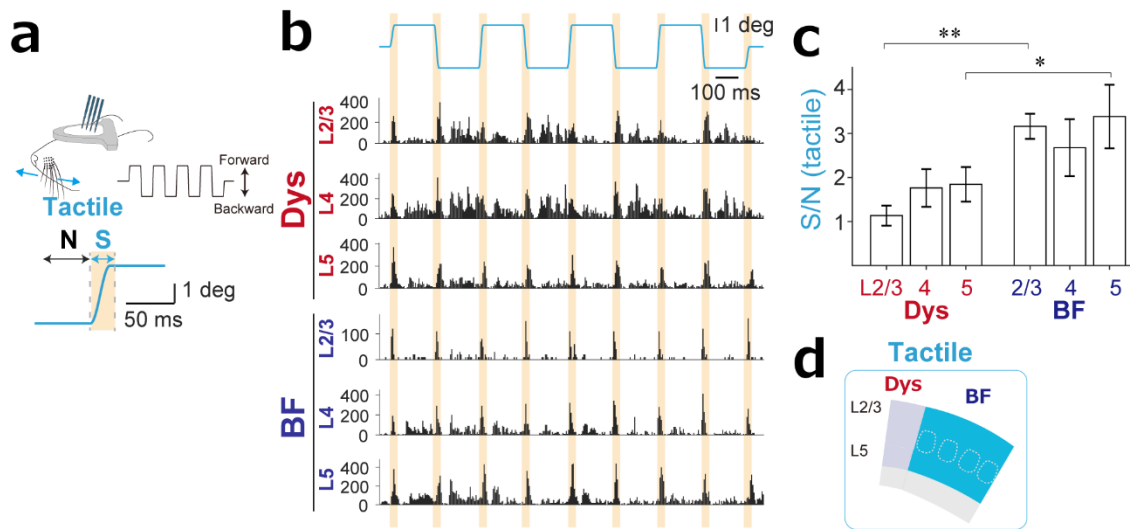 a
Forward
Backward
Tactile
N
S
1 deg
50 ms
b
1 deg
100 ms
Dys
L2/3
400
200
0
L4
400
200
0
L5
400
200
0
BF
L2/3
100
0
L4
400
200
0
L5
400
200
0
c
**
*
S/N (tactile)
4
3
2
1
L2/3 4 5 2/3 4 5
Dys BF
d
Tactile
Dys
BF
L2/3
L5